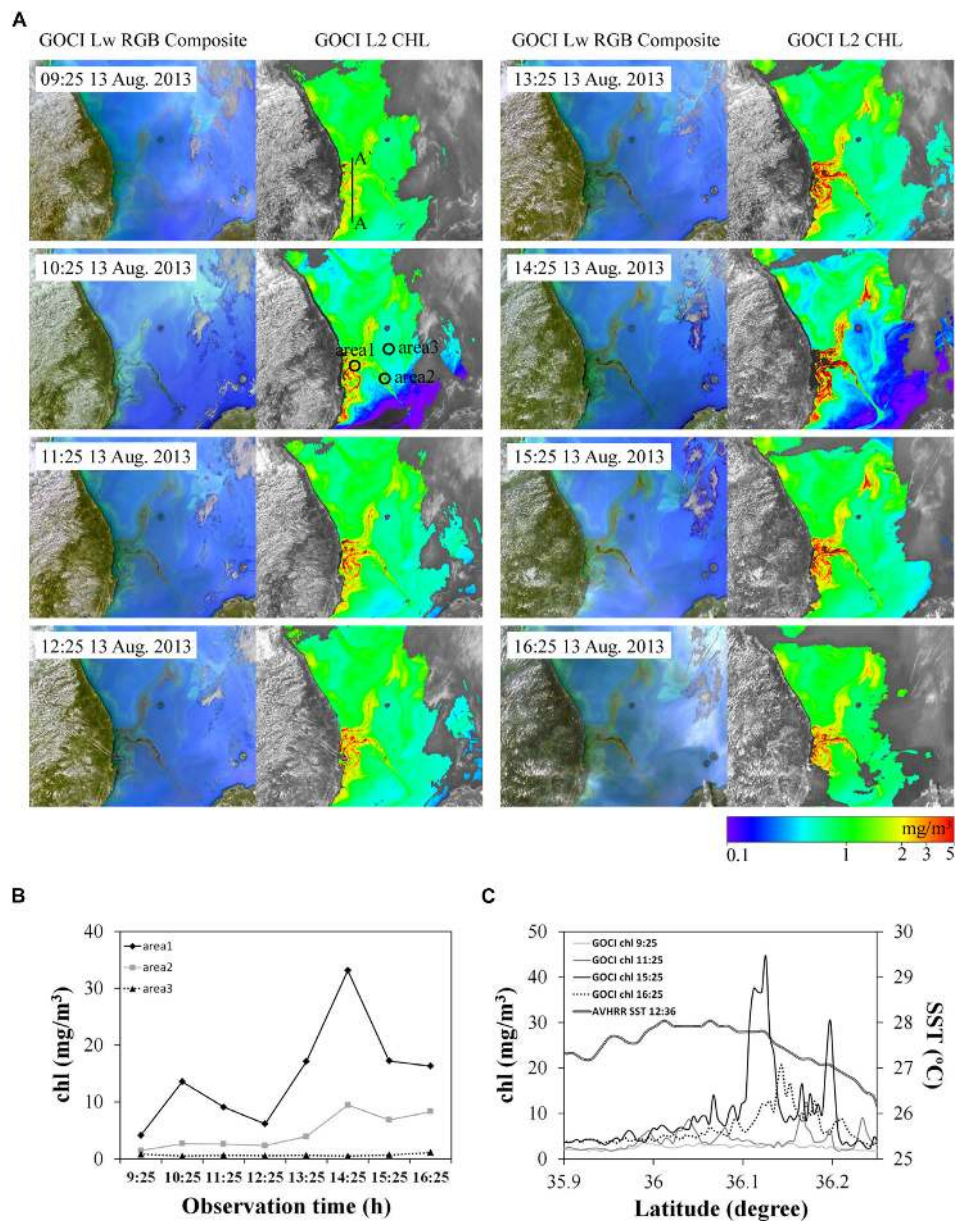 A
GOCI Lw RGB Composite GOCI L2 CHL GOCI Lw RGB Composite GOCI L2 CHL
09:25 13 Aug. 2013 13:25 13 Aug. 2013
A'
A
10:25 13 Aug. 2013 14:25 13 Aug. 2013
area1 area3
area2
11:25 13 Aug. 2013 15:25 13 Aug. 2013
12:25 13 Aug. 2013 16:25 13 Aug. 2013
mg/m³
0.1 1 2 3 5
B
chl (mg/m³)
40
30
20
10
0
area1
area2
area3
9:25 10:25 11:25 12:25 13:25 14:25 15:25 16:25
Observation time (h)
C
chl (mg/m³)
50
40
30
20
10
0
GOCI chl 9:25
GOCI chl 11:25
GOCI chl 15:25
GOCI chl 16:25
AVHRR SST 12:36
30
29
28
27
26
25
SST (°C)
35.9 36 36.1 36.2
Latitude (degree)